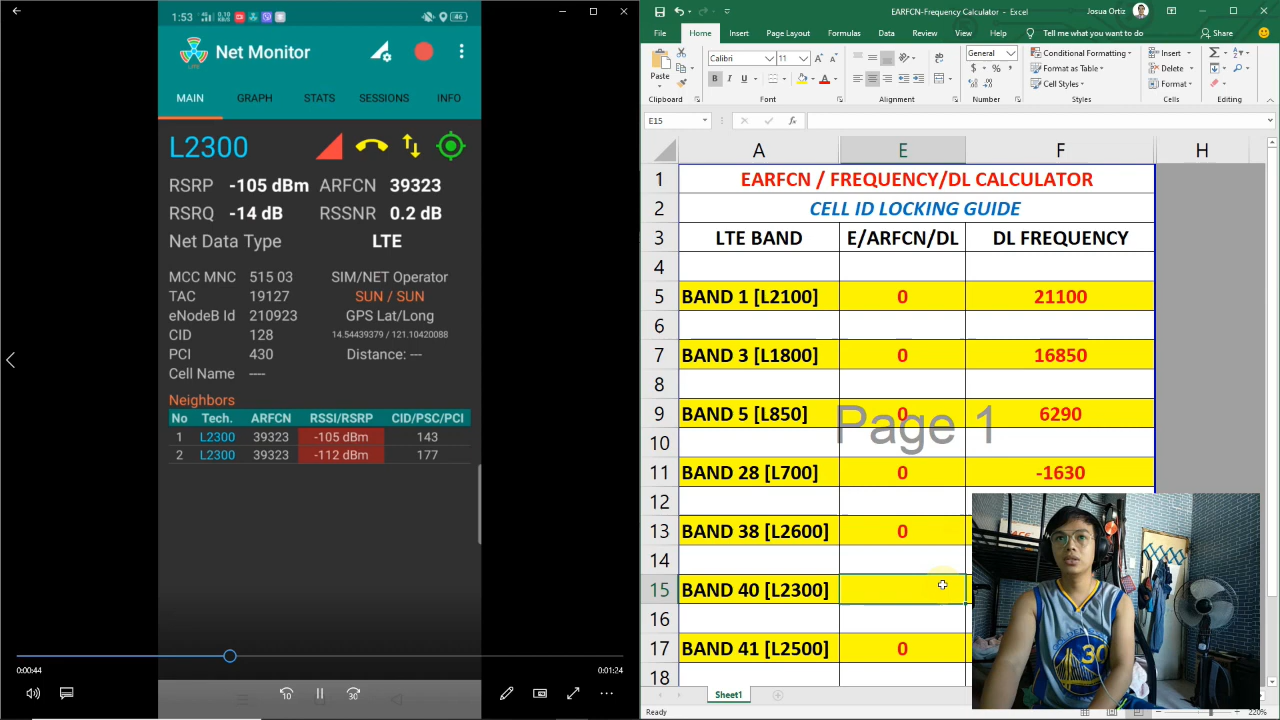 1:53
46
Net Monitor
LITE
MAIN GRAPH STATS SESSIONS INFO
L2300
RSRP -105 dBm ARFCN 39323
RSRQ -14 dB RSSNR 0.2 dB
Net Data Type LTE
MCC MNC 515 03 SIM/NET Operator
TAC 19127 SUN / SUN
eNodeB Id 210923 GPS Lat/Long
CID 128 14.54439379 / 121.10420088
PCI 430 Distance: ---
Cell Name ----
Neighbors
No Tech. ARFCN RSSI/RSRP CID/PSC/PCI
1 L2300 39323 -105 dBm 143
2 L2300 39323 -112 dBm 177
0:00:44 0:01:24
10 30
EARFCN-Frequency Calculator - Excel Josua Ortiz
File Home Insert Page Layout Formulas Data Review View Help Tell me what you want to do Share
Paste Calibri 11 General Conditional Formatting Insert
B I U $ % , Format as Table Delete
Cell Styles Format
Clipboard Font Alignment Number Styles Cells Editing
E15 fx
A E F H
1 EARFCN / FREQUENCY/DL CALCULATOR
2 CELL ID LOCKING GUIDE
3 LTE BAND E/ARFCN/DL DL FREQUENCY
4
5 BAND 1 [L2100] 0 21100
6
7 BAND 3 [L1800] 0 16850
8
9 BAND 5 [L850] 0 6290
Page 1
10
11 BAND 28 [L700] 0 -1630
12
13 BAND 38 [L2600] 0
14
15 BAND 40 [L2300]
16
17 BAND 41 [L2500] 0
18
30
Sheet1
Ready 220%